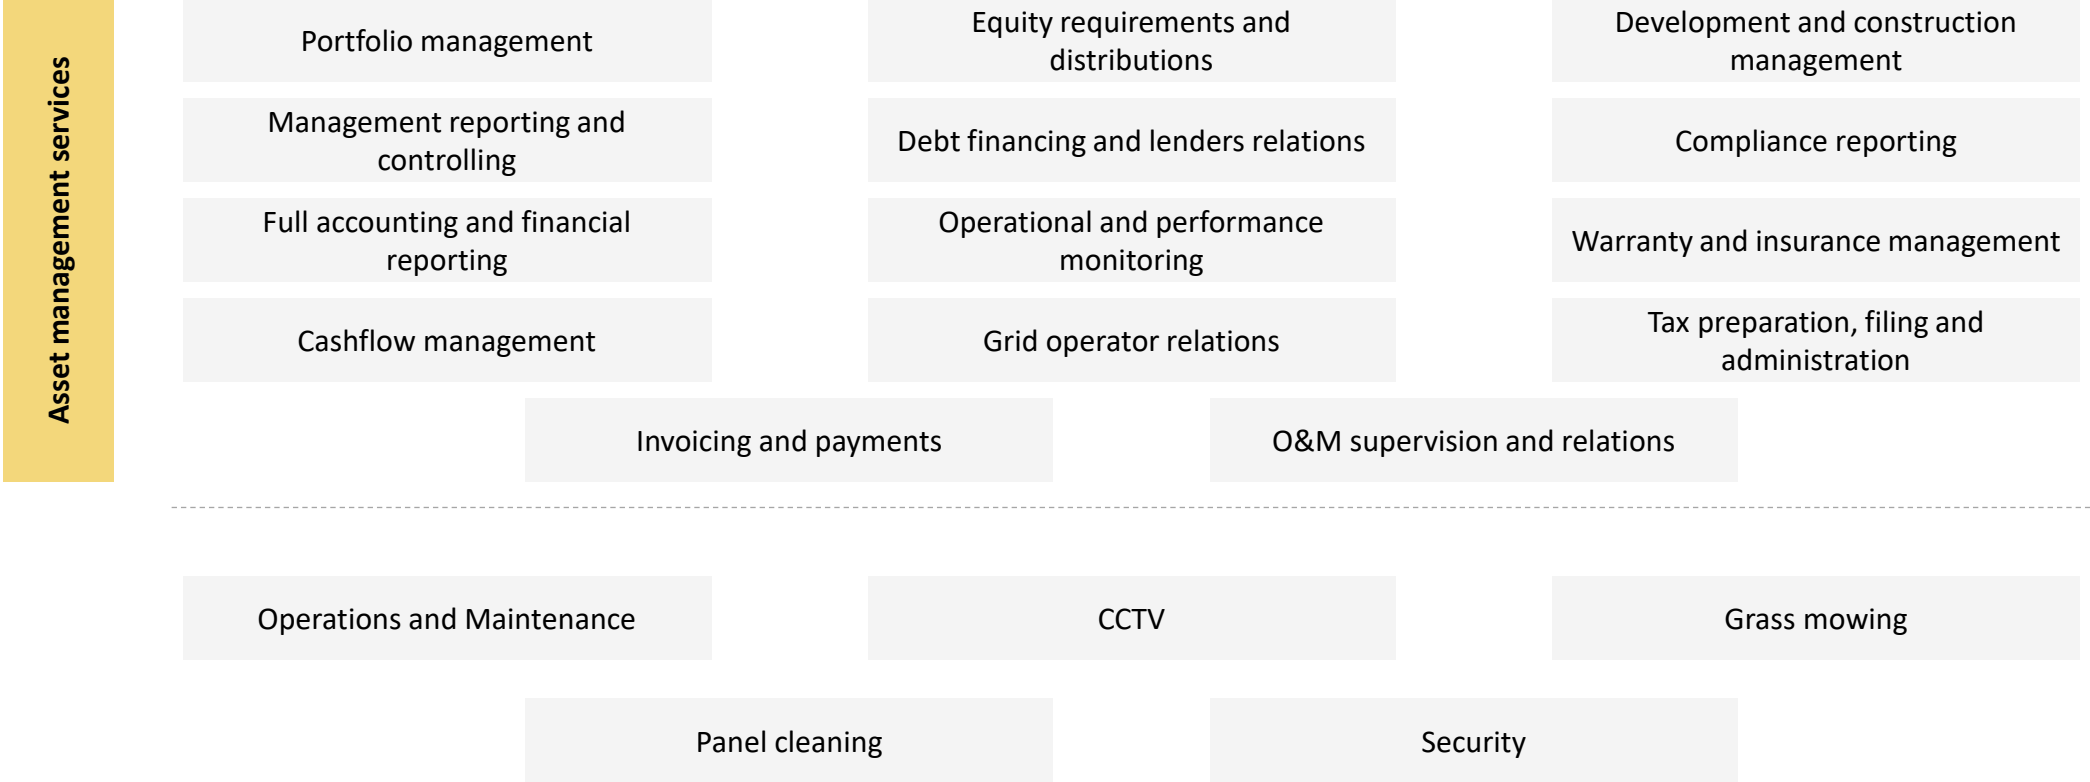 Asset management services
Portfolio management
Equity requirements and
distributions
Development and construction
management
Management reporting and
controlling
Debt financing and lenders relations
Compliance reporting
Full accounting and financial
reporting
Operational and performance
monitoring
Warranty and insurance management
Cashflow management
Grid operator relations
Tax preparation, filing and
administration
Invoicing and payments
O&M supervision and relations
Operations and Maintenance
CCTV
Grass mowing
Panel cleaning
Security